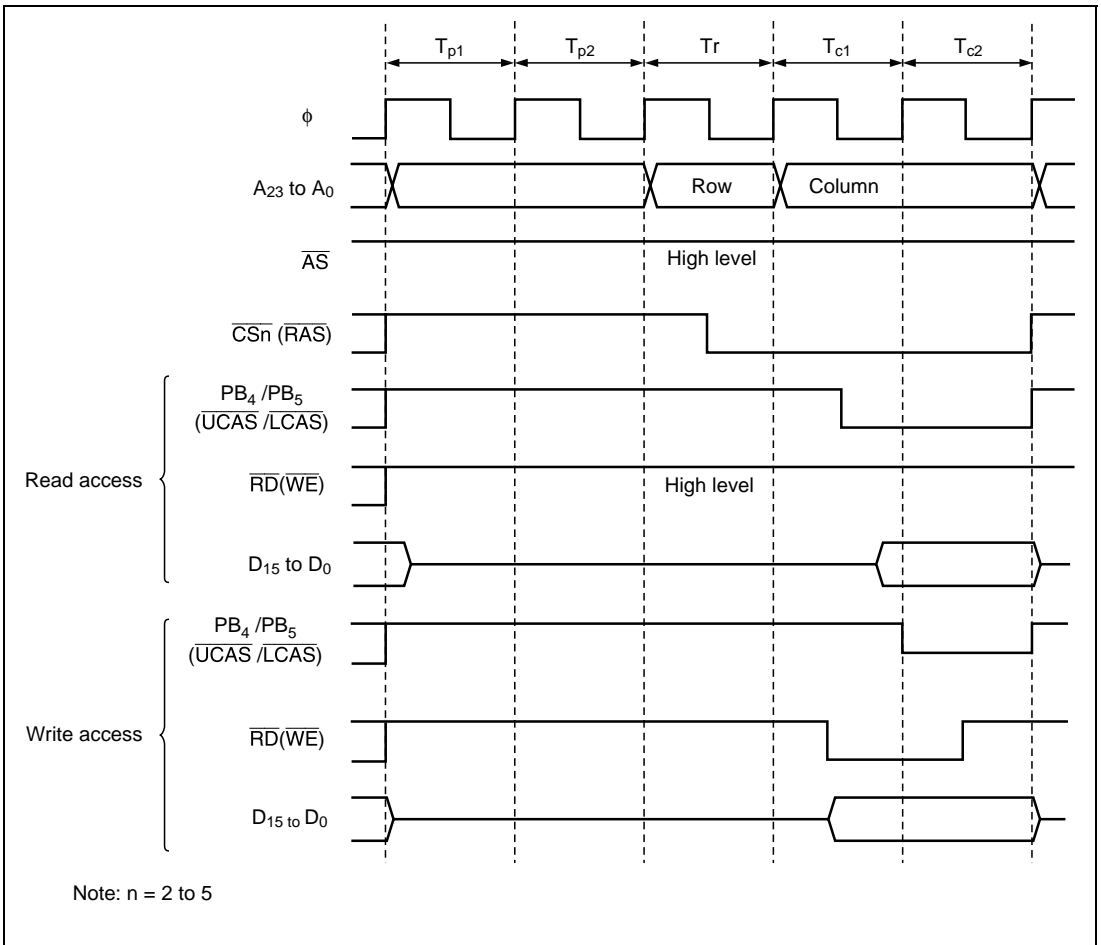 Tp1 Tp2 Tr Tc1 Tc2
ϕ
A23 to A0 Row Column
AS High level
CSn (RAS)
PB4 /PB5
(UCAS /LCAS)
Read access RD(WE) High level
D15 to D0
PB4 /PB5
(UCAS /LCAS)
Write access RD(WE)
D15 to D0
Note: n = 2 to 5